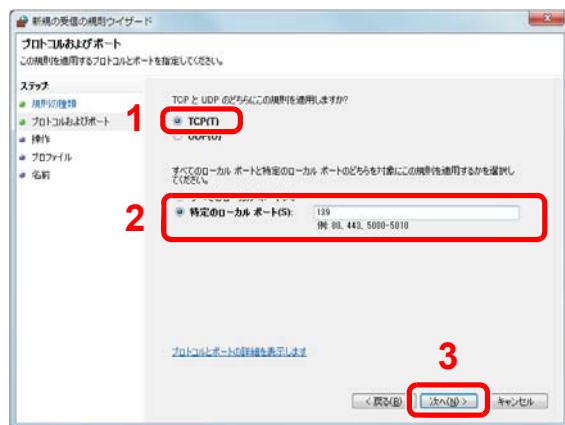 新規の受信の規則ウイザード
プロトコルおよびポート
この規則を適用するプロトコルとポートを指定してください。
ステップ:
規則の種類
プロトコルおよびポート
操作
プロファイル
名前
TCP と UDP のどちらにこの規則を適用しますか?
1
TCP(T)
UDP(U)
すべてのローカル ポートと特定のローカル ポートのどちらを対象にこの規則を適用するかを選択し
てください。
2
特定のローカル ポート(S):
139
例: 80、443、5000-5010
プロトコルとポートの詳細を表示します
3
< 戻る(B)
次へ(N) >
キャンセル